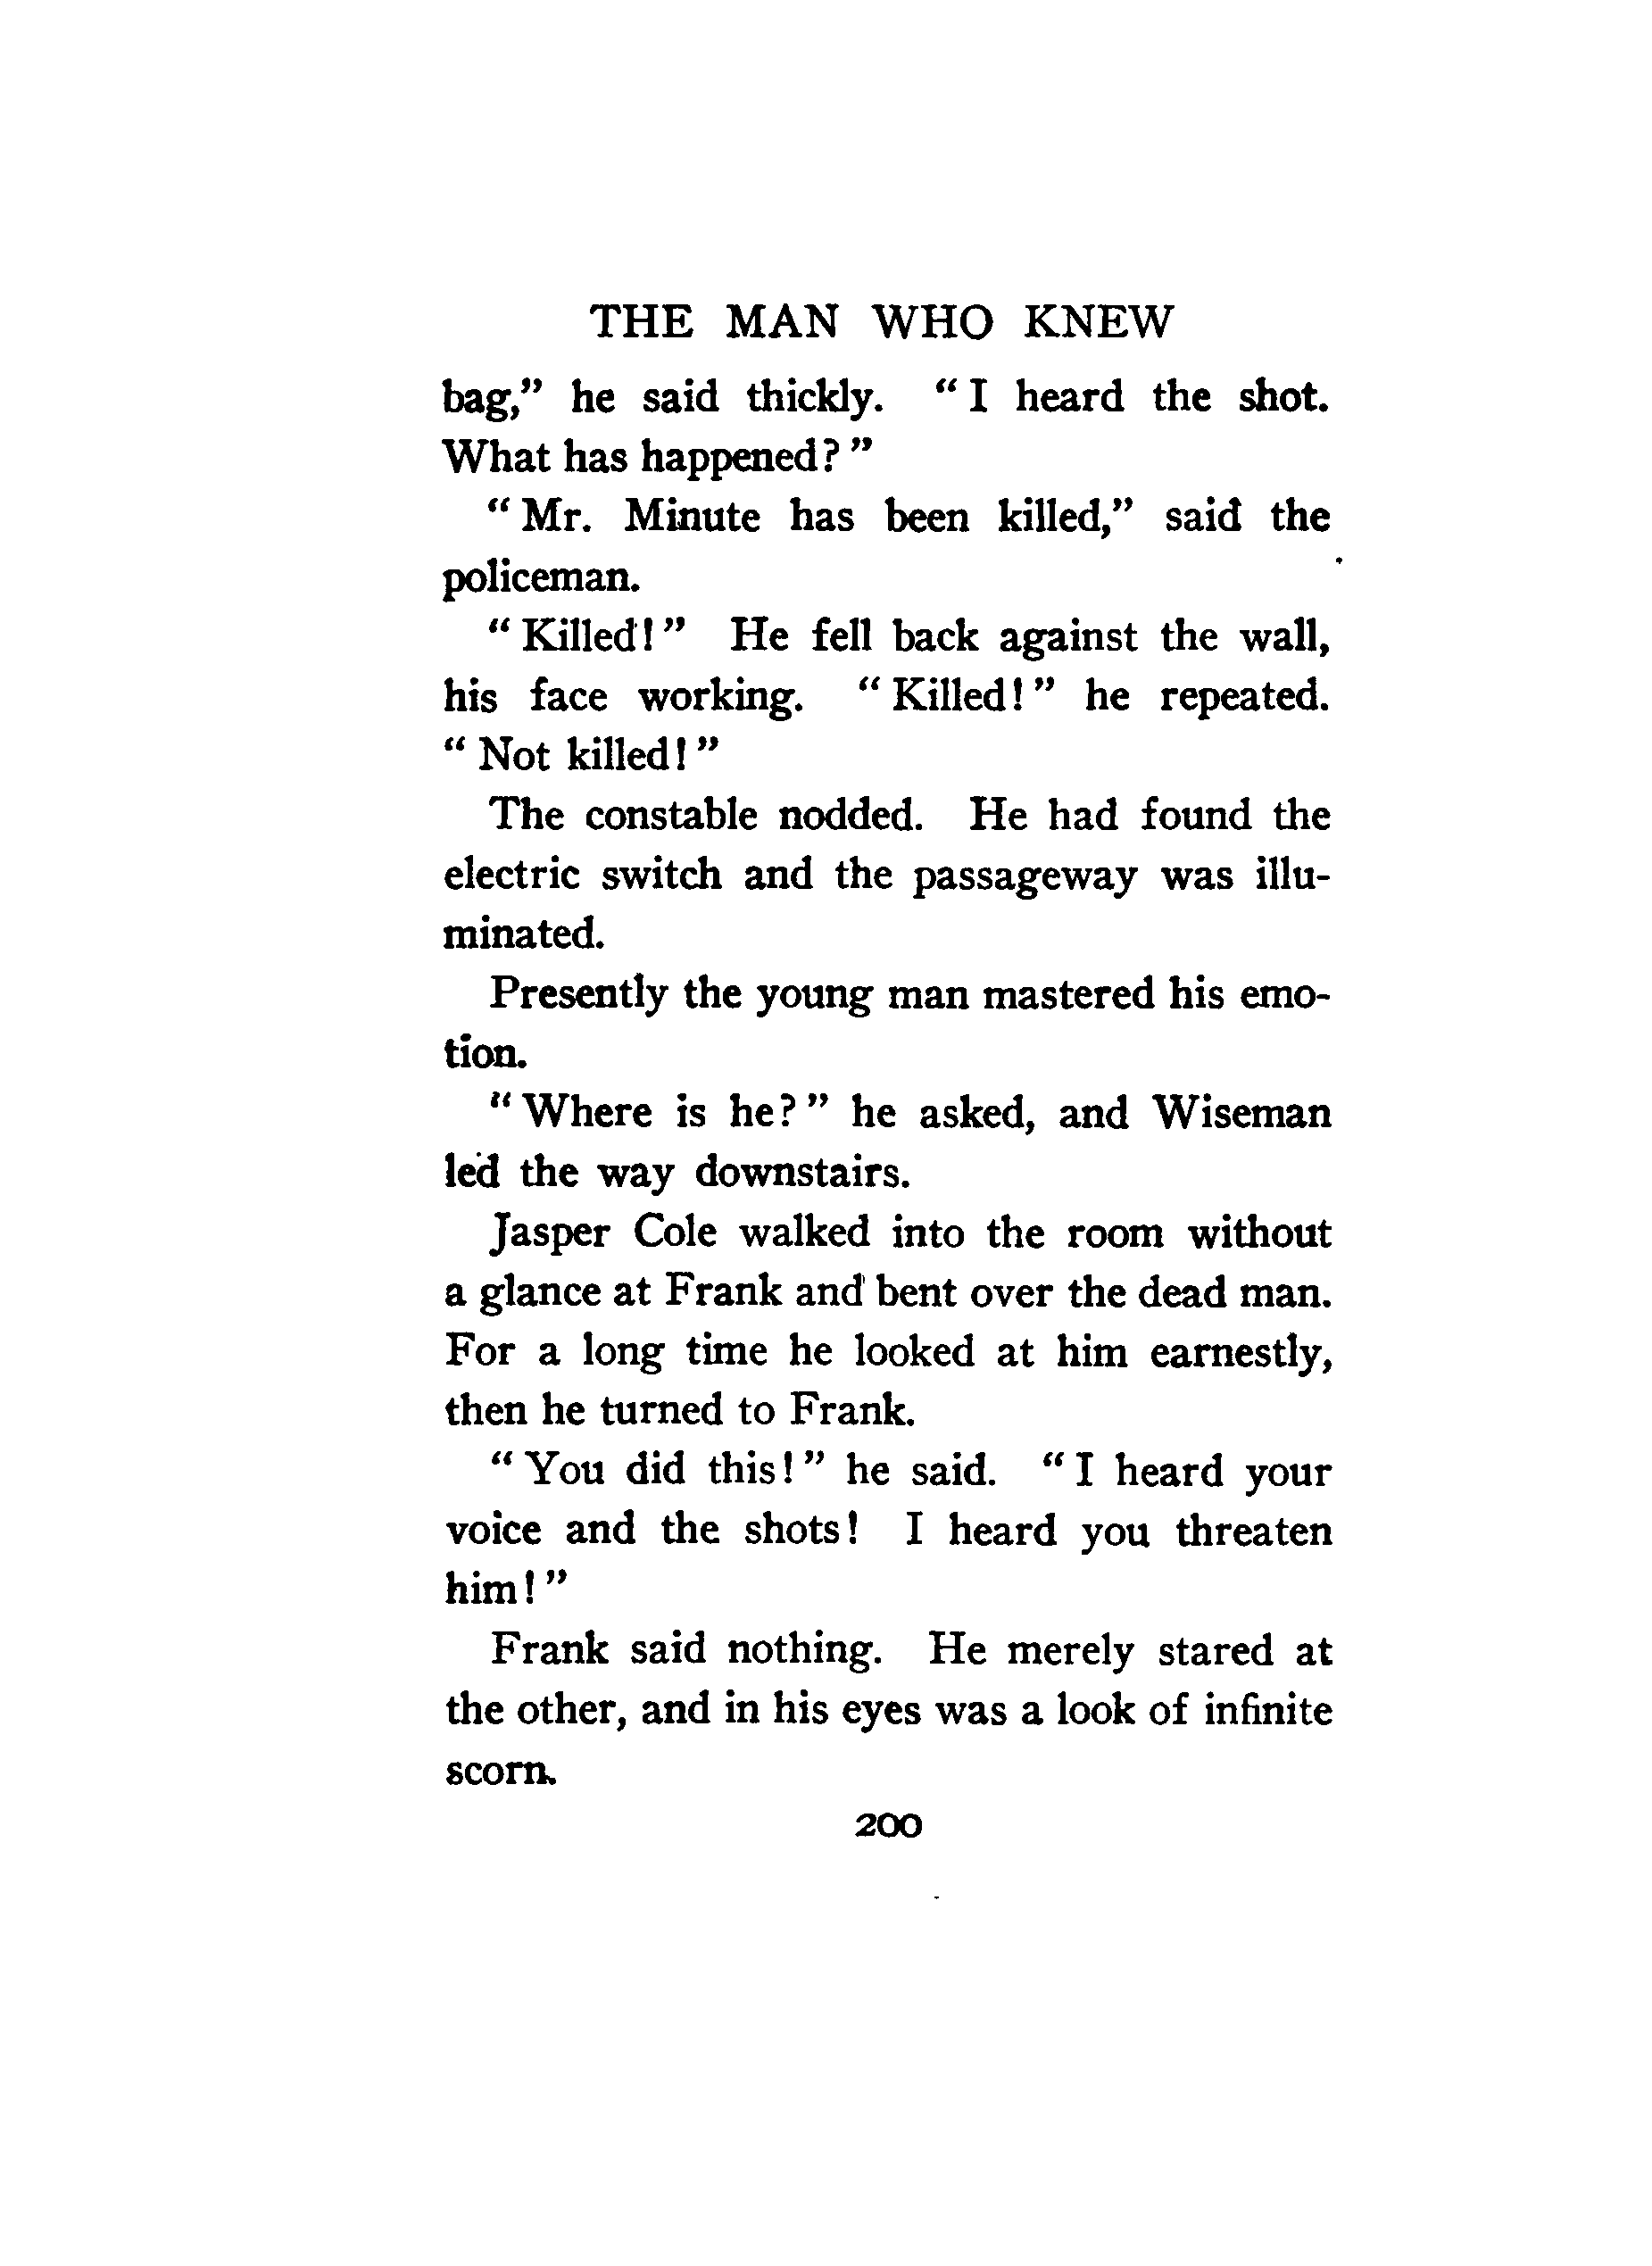 THE MAN WHO KNEW
bag," he said thickly. "I heard the shot.
What has happened?"
"Mr. Minute has been killed," said the
policeman.
"Killed!" He fell back against the wall,
his face working. "Killed!" he repeated.
"Not killed!"
The constable nodded. He had found the
electric switch and the passageway was illu-
minated.
Presently the young man mastered his emo-
tion.
"Where is he?" he asked, and Wiseman
led the way downstairs.
Jasper Cole walked into the room without
a glance at Frank and bent over the dead man.
For a long time he looked at him earnestly,
then he turned to Frank.
"You did this!" he said. "I heard your
voice and the shots! I heard you threaten
him!"
Frank said nothing. He merely stared at
the other, and in his eyes was a look of infinite
scorn.
200